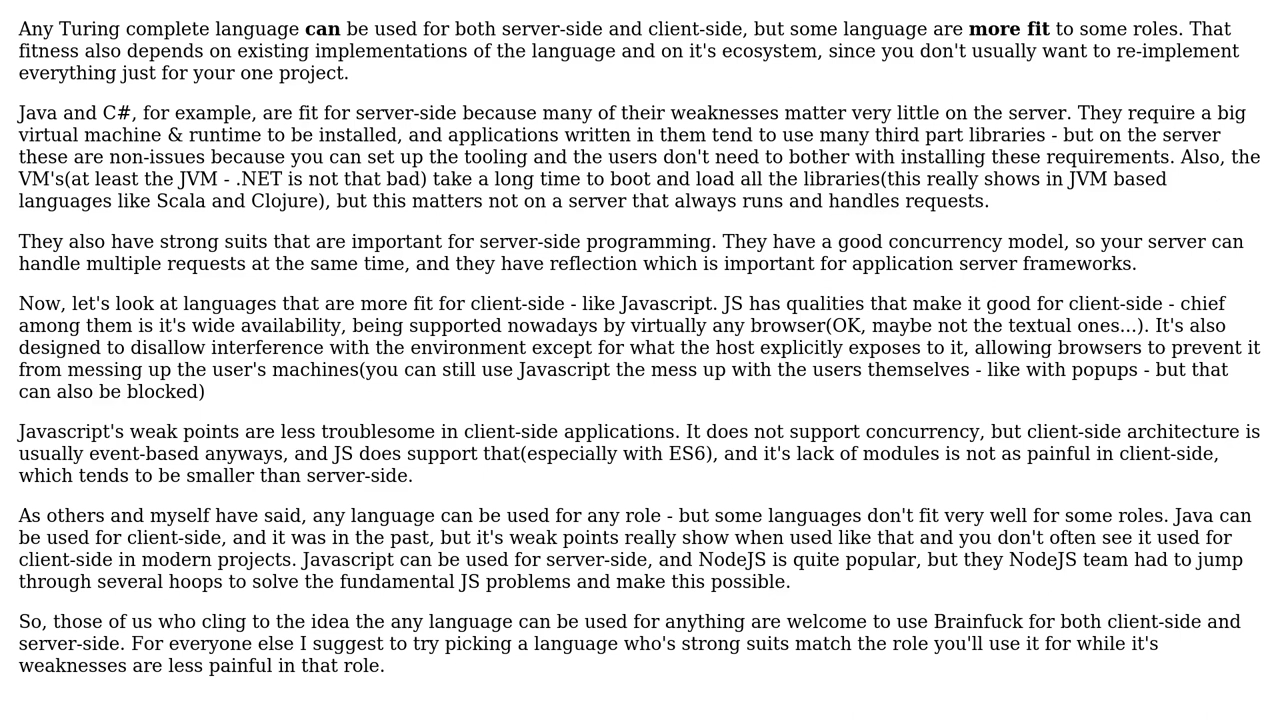 Any Turing complete language can be used for both server-side and client-side, but some language are more fit to some roles. That
fitness also depends on existing implementations of the language and on it's ecosystem, since you don't usually want to re-implement
everything just for your one project.
Java and C#, for example, are fit for server-side because many of their weaknesses matter very little on the server. They require a big
virtual machine & runtime to be installed, and applications written in them tend to use many third part libraries - but on the server
these are non-issues because you can set up the tooling and the users don't need to bother with installing these requirements. Also, the
VM's(at least the JVM - .NET is not that bad) take a long time to boot and load all the libraries(this really shows in JVM based
languages like Scala and Clojure), but this matters not on a server that always runs and handles requests.
They also have strong suits that are important for server-side programming. They have a good concurrency model, so your server can
handle multiple requests at the same time, and they have reflection which is important for application server frameworks.
Now, let's look at languages that are more fit for client-side - like Javascript. JS has qualities that make it good for client-side - chief
among them is it's wide availability, being supported nowadays by virtually any browser(OK, maybe not the textual ones...). It's also
designed to disallow interference with the environment except for what the host explicitly exposes to it, allowing browsers to prevent it
from messing up the user's machines(you can still use Javascript the mess up with the users themselves - like with popups - but that
can also be blocked)
Javascript's weak points are less troublesome in client-side applications. It does not support concurrency, but client-side architecture is
usually event-based anyways, and JS does support that(especially with ES6), and it's lack of modules is not as painful in client-side,
which tends to be smaller than server-side.
As others and myself have said, any language can be used for any role - but some languages don't fit very well for some roles. Java can
be used for client-side, and it was in the past, but it's weak points really show when used like that and you don't often see it used for
client-side in modern projects. Javascript can be used for server-side, and NodeJS is quite popular, but they NodeJS team had to jump
through several hoops to solve the fundamental JS problems and make this possible.
So, those of us who cling to the idea the any language can be used for anything are welcome to use Brainfuck for both client-side and
server-side. For everyone else I suggest to try picking a language who's strong suits match the role you'll use it for while it's
weaknesses are less painful in that role.